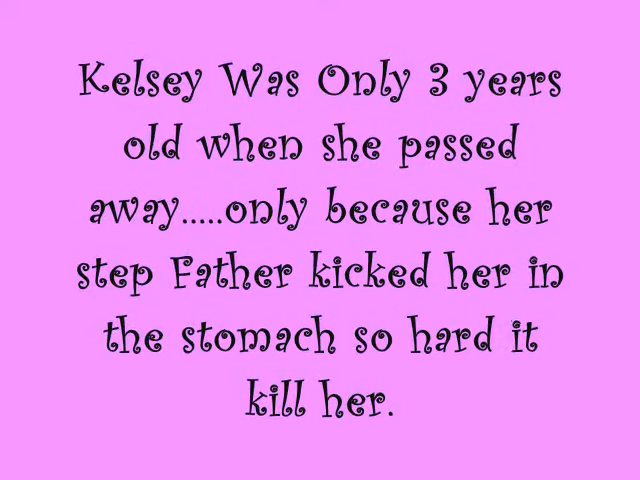 Kelsey Was Only 3 years
old when she passed
away.....only because her
step Father kicked her in
the stomach so hard it
kill her.